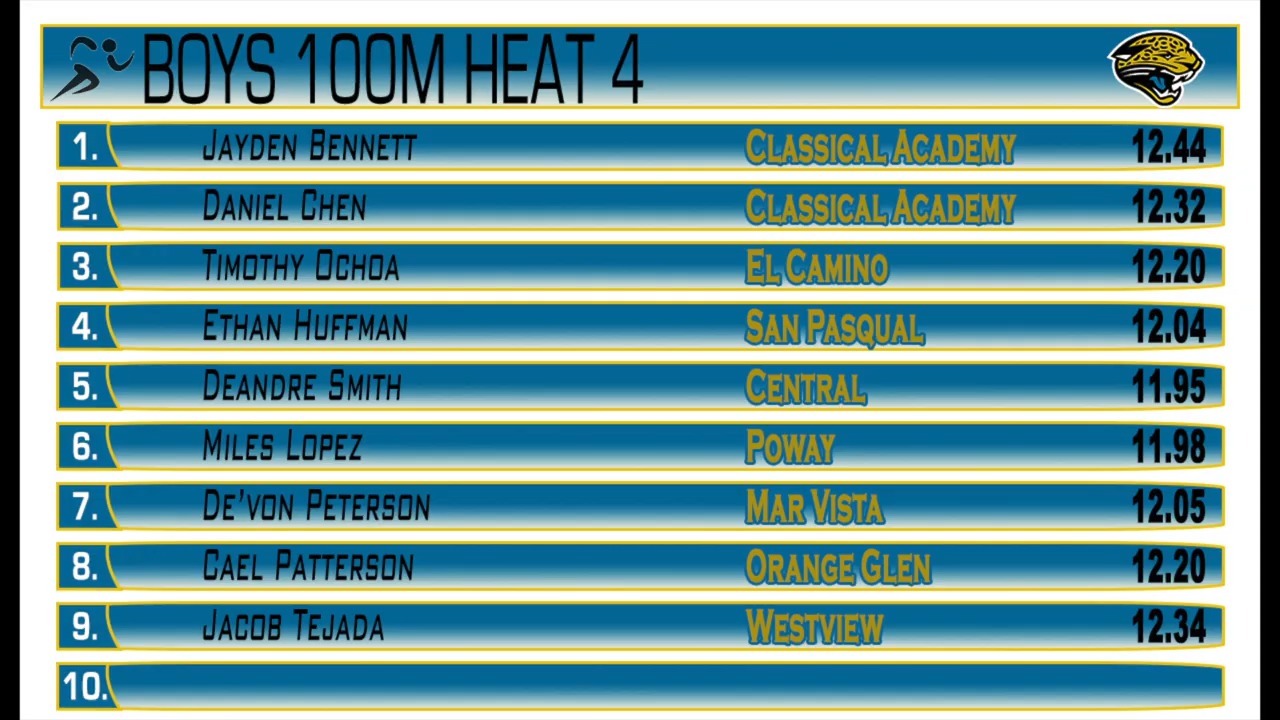 BOYS 100M HEAT 4
1. JAYDEN BENNETT CLASSICAL ACADEMY 12.44
2. DANIEL CHEN CLASSICAL ACADEMY 12.32
3. TIMOTHY OCHOA EL CAMINO 12.20
4. ETHAN HUFFMAN SAN PASQUAL 12.04
5. DEANDRE SMITH CENTRAL 11.95
6. MILES LOPEZ POWAY 11.98
7. DE'VON PETERSON MAR VISTA 12.05
8. CAEL PATTERSON ORANGE GLEN 12.20
9. JACOB TEJADA WESTVIEW 12.34
10.